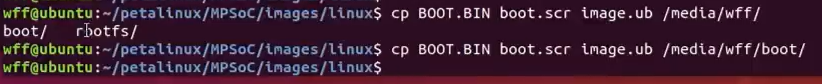 wff@ubuntu:~/petalinux/MPSoC/images/linux$ cp BOOT.BIN boot.scr image.ub /media/wff/
boot/   rootfs/
wff@ubuntu:~/petalinux/MPSoC/images/linux$ cp BOOT.BIN boot.scr image.ub /media/wff/boot/
wff@ubuntu:~/petalinux/MPSoC/images/linux$